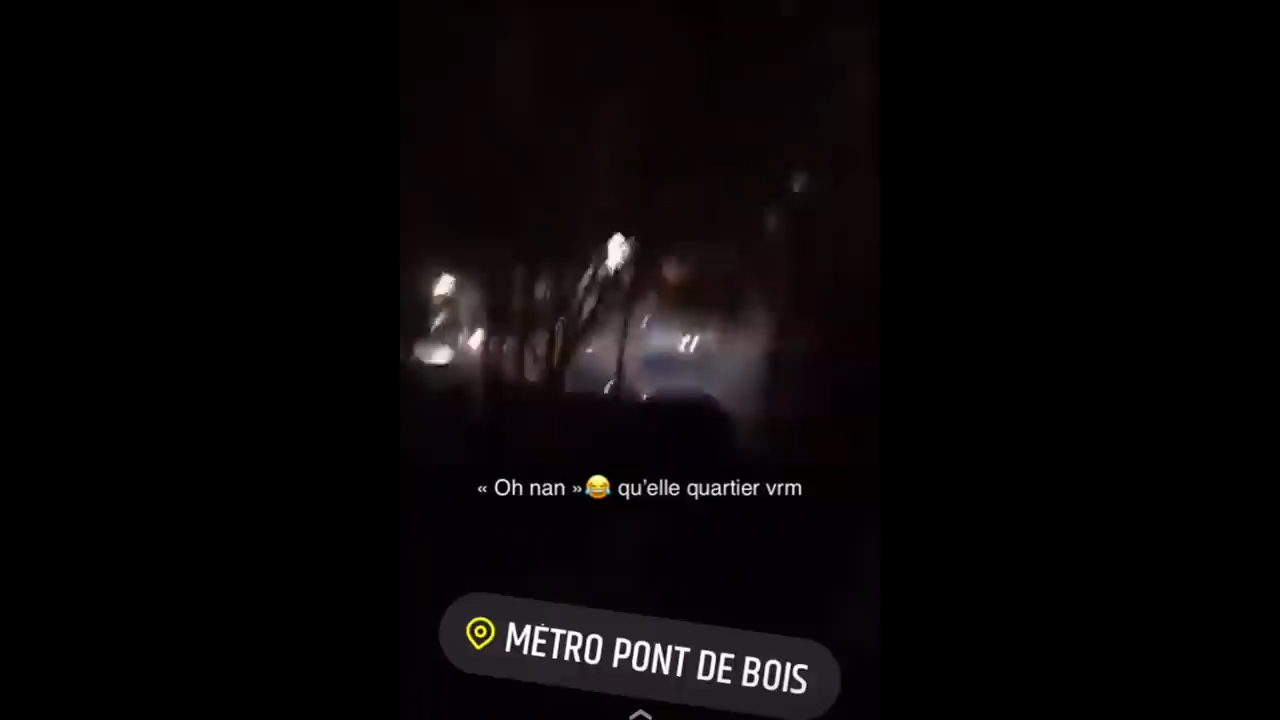 « Oh nan »😂 qu’elle quartier vrm
MÉTRO PONT DE BOIS